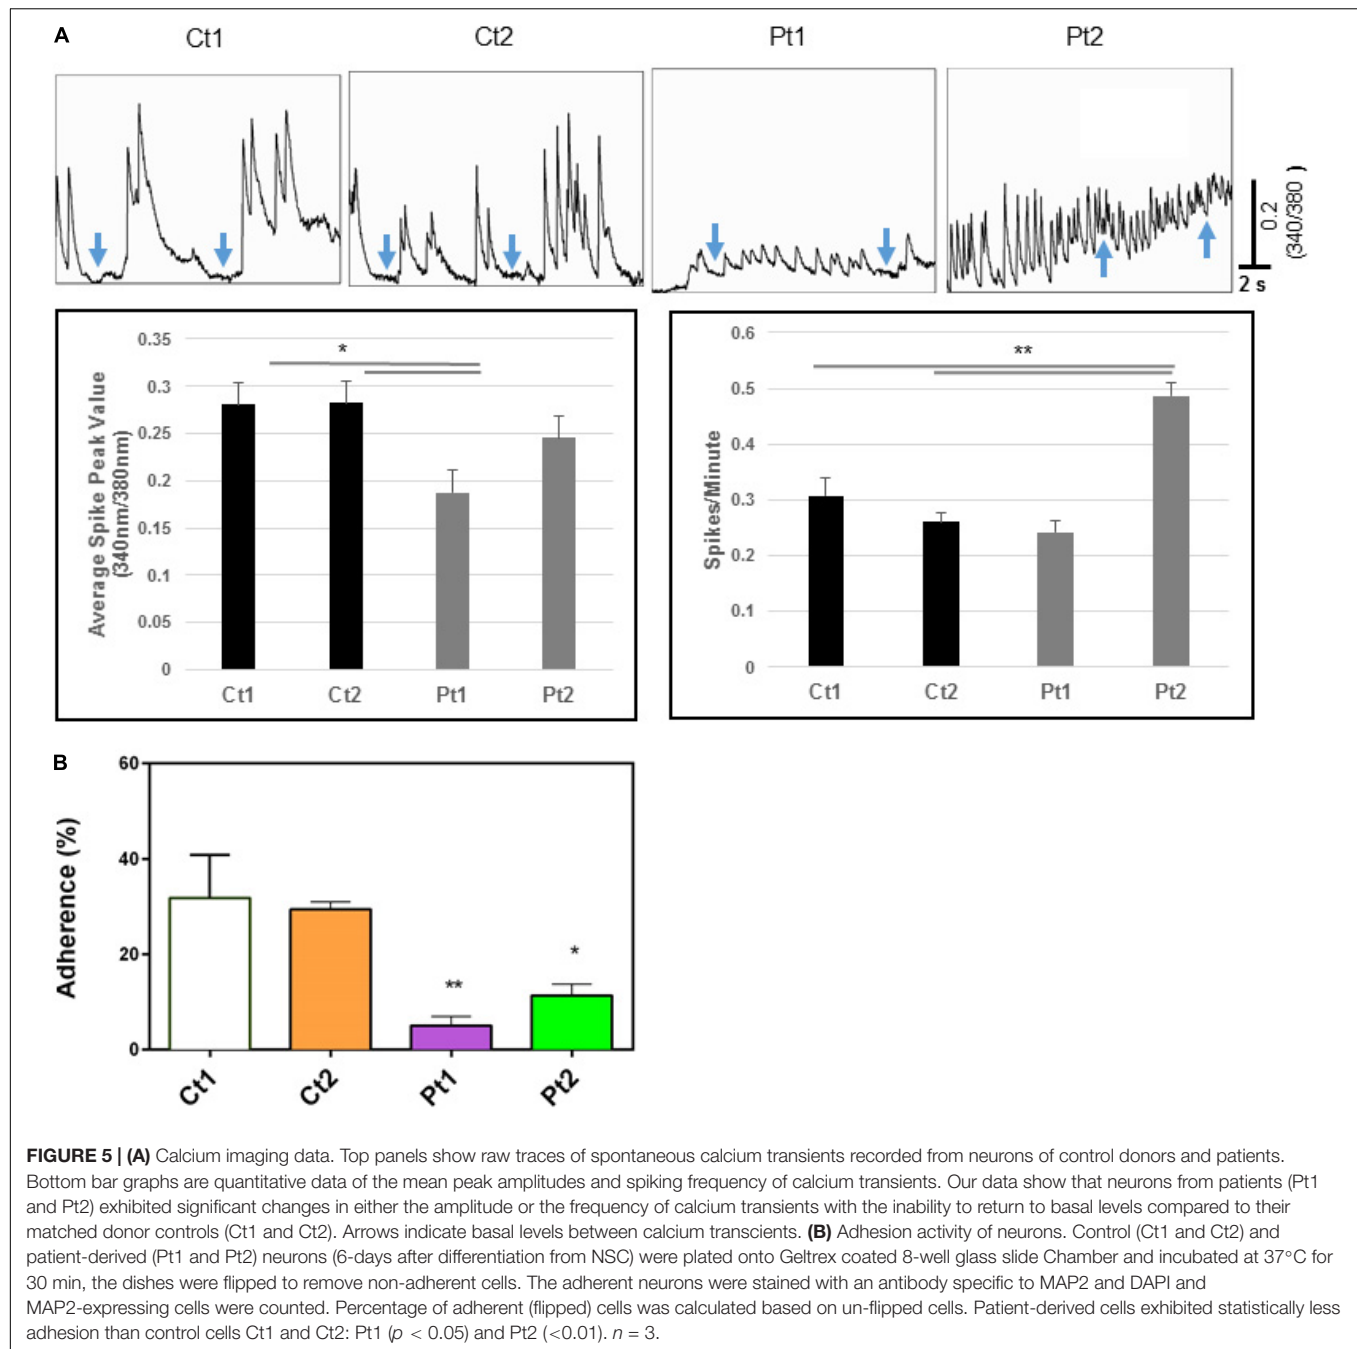 A
Ct1
Ct2
Pt1
Pt2
0.2
(340/380 )
2 s
Average Spike Peak Value
(340nm/380nm)
0.35
0.3
0.25
0.2
0.15
0.1
0.05
0
*
Ct1
Ct2
Pt1
Pt2
Spikes/Minute
0.6
0.5
0.4
0.3
0.2
0.1
0
**
Ct1
Ct2
Pt1
Pt2
B
Adherence (%)
60
40
20
0
**
*
Ct1
Ct2
Pt1
Pt2
FIGURE 5 | (A) Calcium imaging data. Top panels show raw traces of spontaneous calcium transients recorded from neurons of control donors and patients.
Bottom bar graphs are quantitative data of the mean peak amplitudes and spiking frequency of calcium transients. Our data show that neurons from patients (Pt1
and Pt2) exhibited significant changes in either the amplitude or the frequency of calcium transients with the inability to return to basal levels compared to their
matched donor controls (Ct1 and Ct2). Arrows indicate basal levels between calcium transcients. (B) Adhesion activity of neurons. Control (Ct1 and Ct2) and
patient-derived (Pt1 and Pt2) neurons (6-days after differentiation from NSC) were plated onto Geltrex coated 8-well glass slide Chamber and incubated at 37°C for
30 min, the dishes were flipped to remove non-adherent cells. The adherent neurons were stained with an antibody specific to MAP2 and DAPI and
MAP2-expressing cells were counted. Percentage of adherent (flipped) cells was calculated based on un-flipped cells. Patient-derived cells exhibited statistically less
adhesion than control cells Ct1 and Ct2: Pt1 (p < 0.05) and Pt2 (<0.01). n = 3.